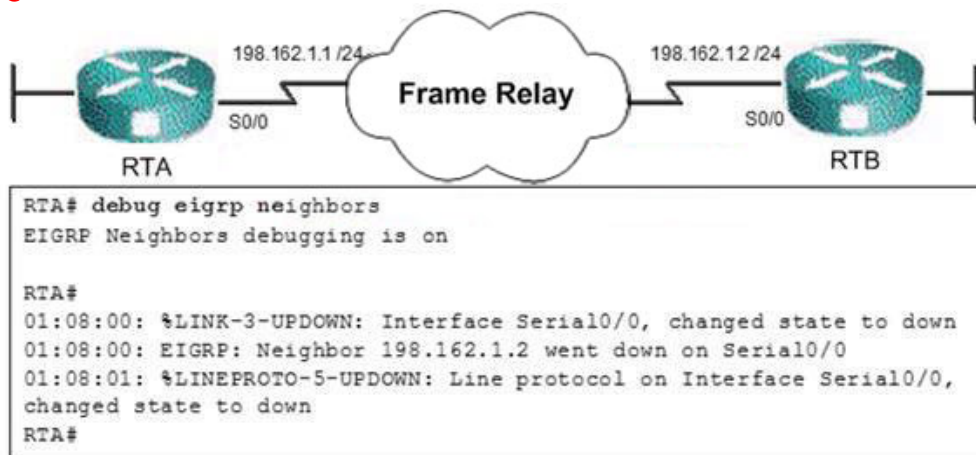 198.162.1.1 /24
198.162.1.2 /24
Frame Relay
S0/0
S0/0
RTA
RTB
RTA# debug eigrp neighbors
EIGRP Neighbors debugging is on
RTA#
01:08:00: %LINK-3-UPDOWN: Interface Serial0/0, changed state to down
01:08:00: EIGRP: Neighbor 198.162.1.2 went down on Serial0/0
01:08:01: %LINEPROTO-5-UPDOWN: Line protocol on Interface Serial0/0,
changed state to down
RTA#